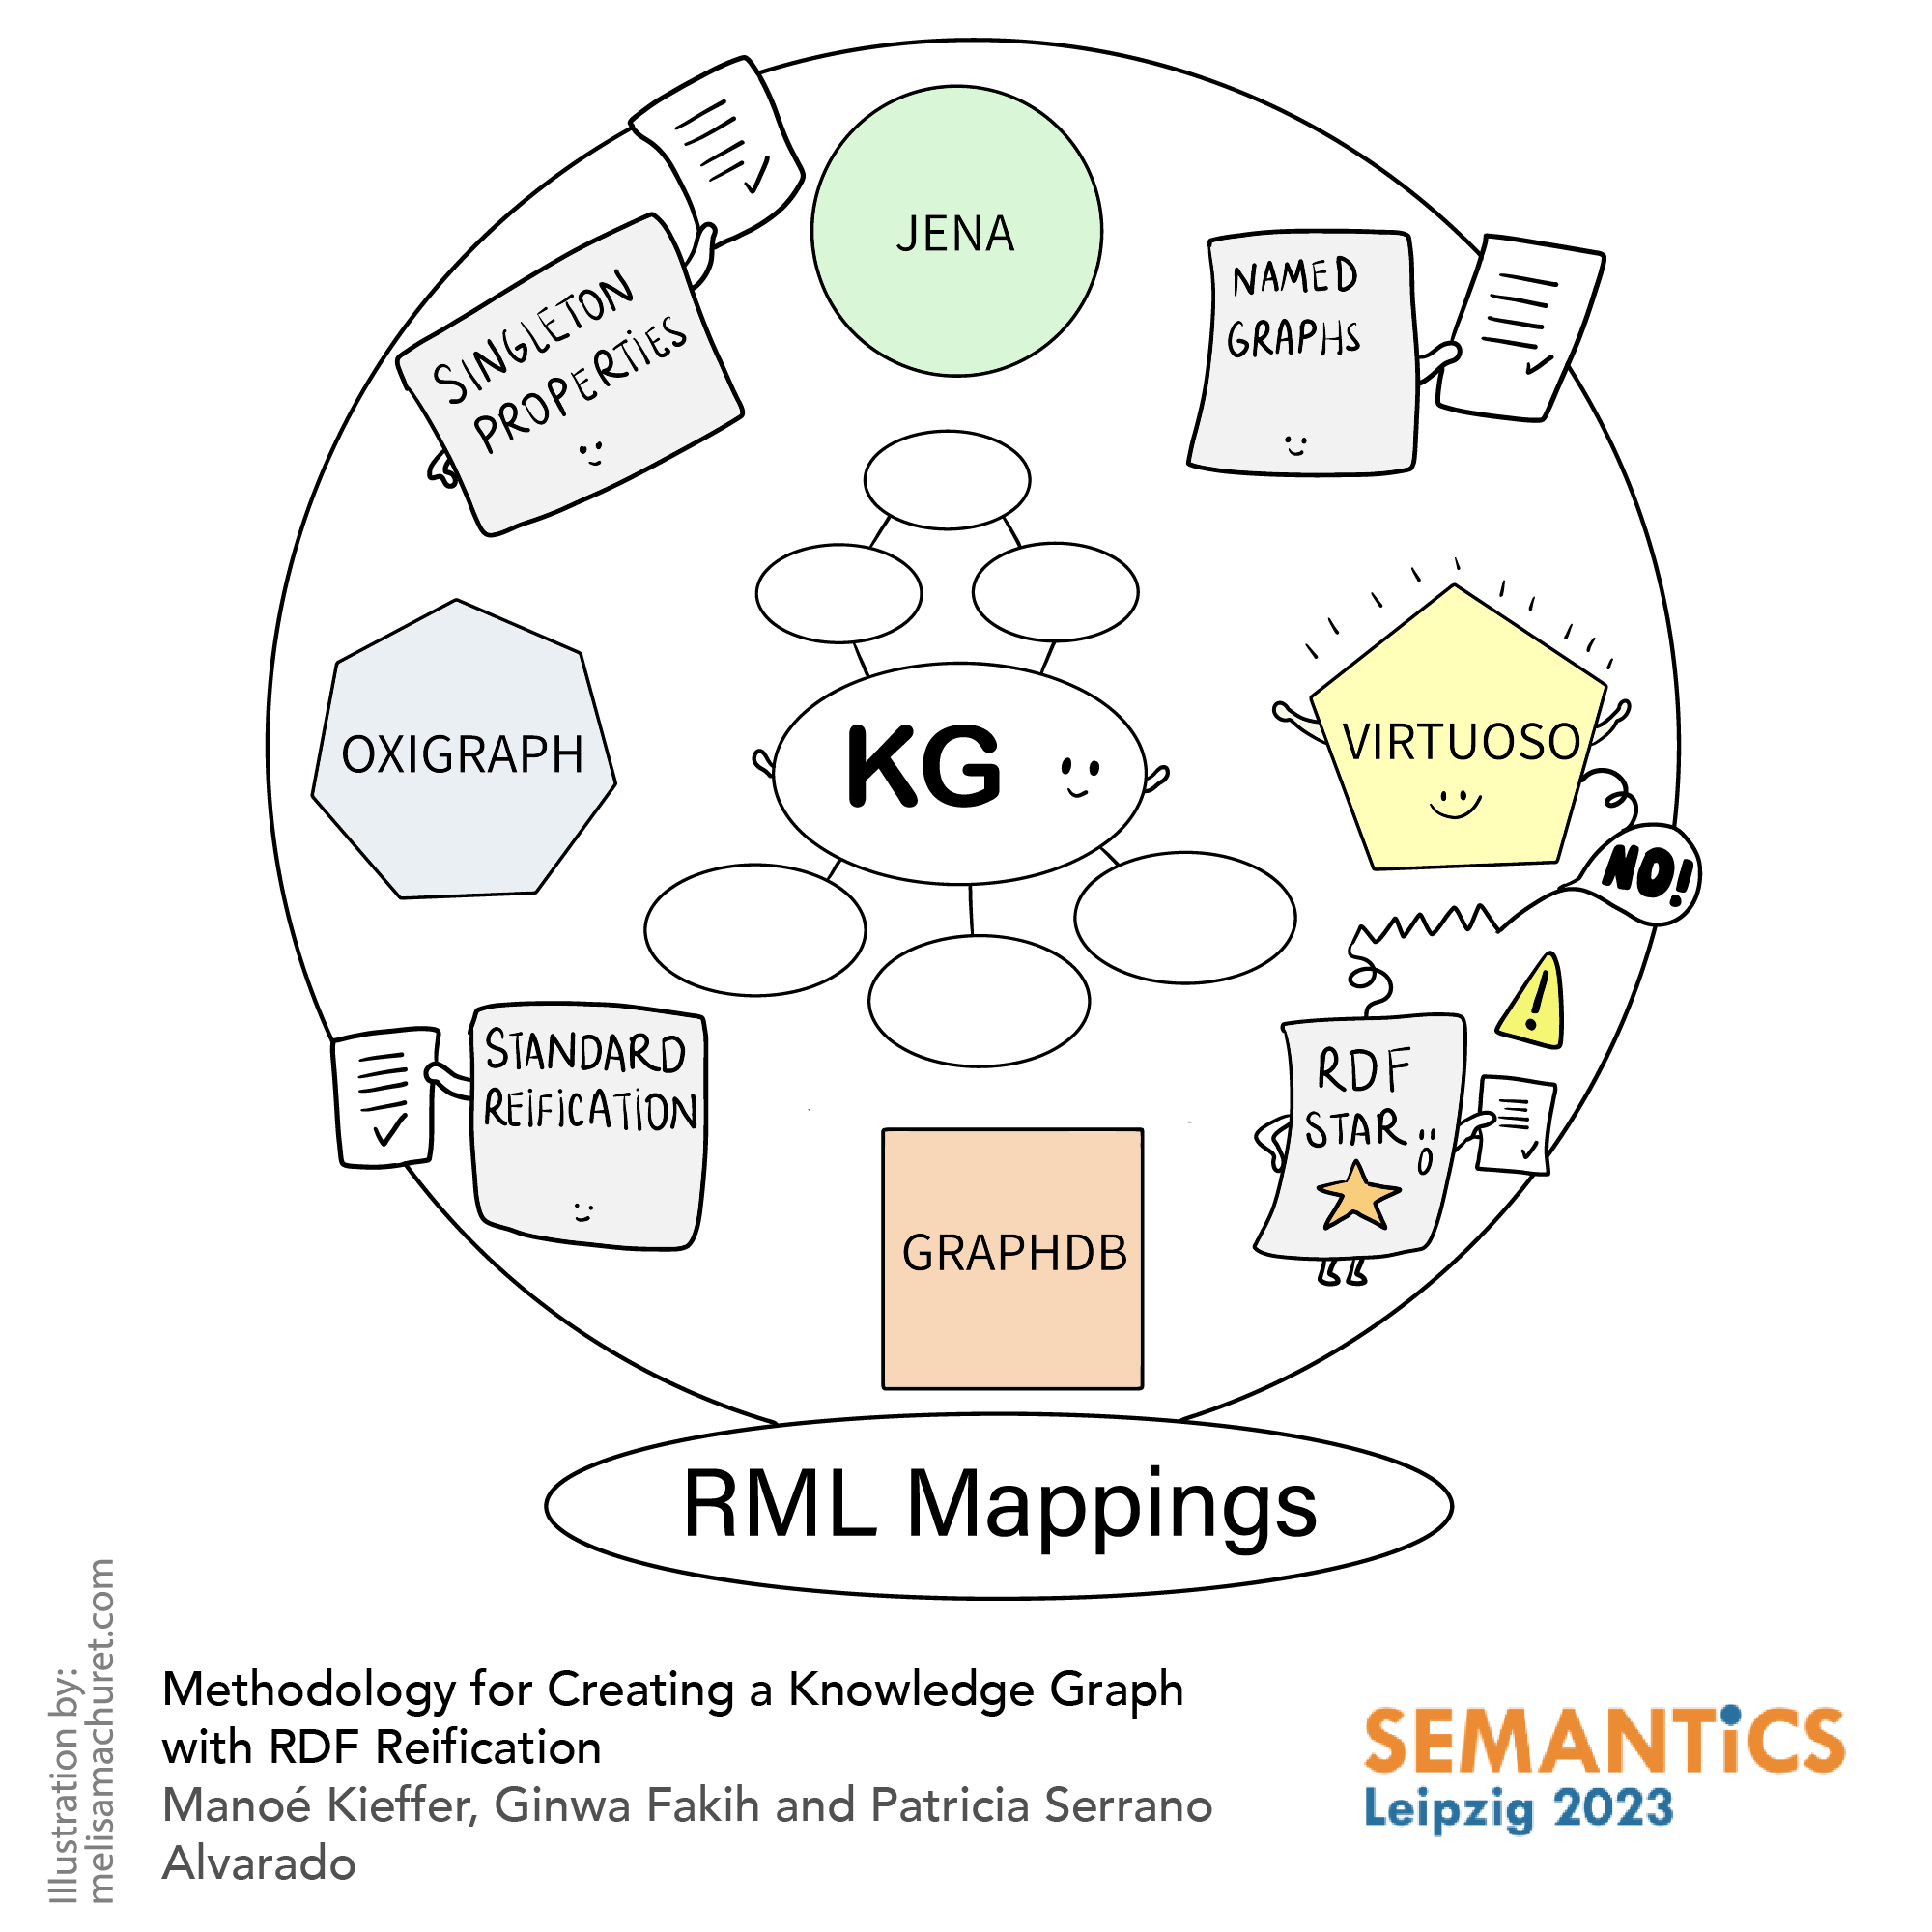 JENA
SINGLETON
PROPERTiES
NAMED
GRAPHs
OXIGRAPH
KG
VIRTUOSO
NO!
STANDARD
REiFiCATiON
RDF
STAR
GRAPHDB
RML Mappings
Illustration by:
melisamachuret.com
Methodology for Creating a Knowledge Graph
with RDF Reification
Manoé Kieffer, Ginwa Fakih and Patricia Serrano
Alvarado
SEMANTiCS
Leipzig 2023